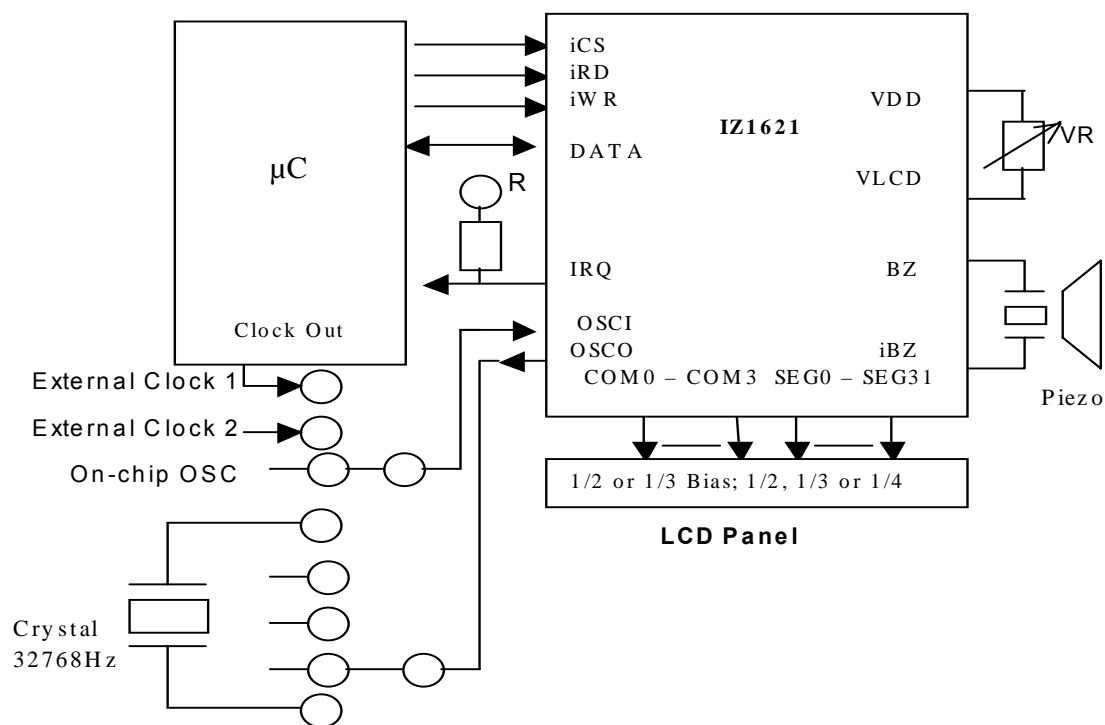 iCS
iRD
iWR
DATA
IRQ
OSCI
OSCO
COM0 – COM3 SEG0 – SEG31
IZ1621
VDD
VLCD
BZ
iBZ
VR
Piezo
µC
Clock Out
R
External Clock 1
External Clock 2
On-chip OSC
1/2 or 1/3 Bias; 1/2, 1/3 or 1/4
LCD Panel
Crystal
32768Hz